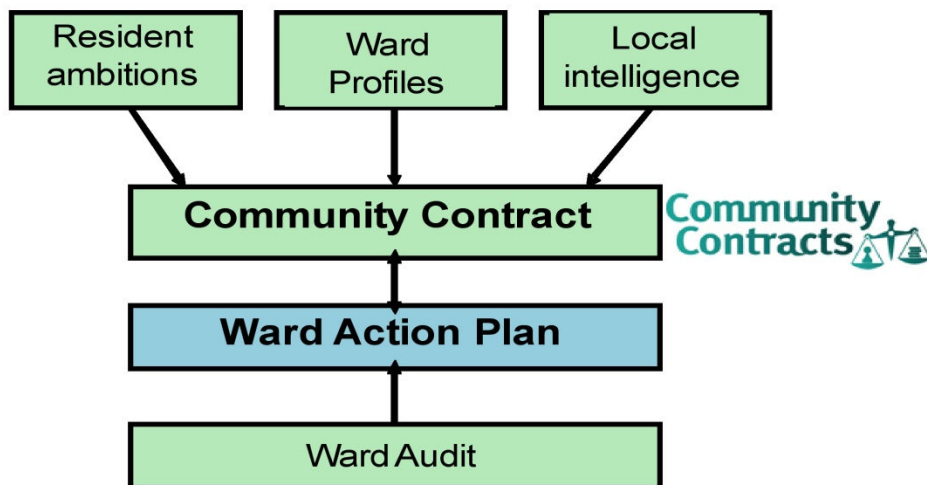 Resident
ambitions
Ward
Profiles
Local
intelligence
Community Contract
Community
Contracts
Ward Action Plan
Ward Audit